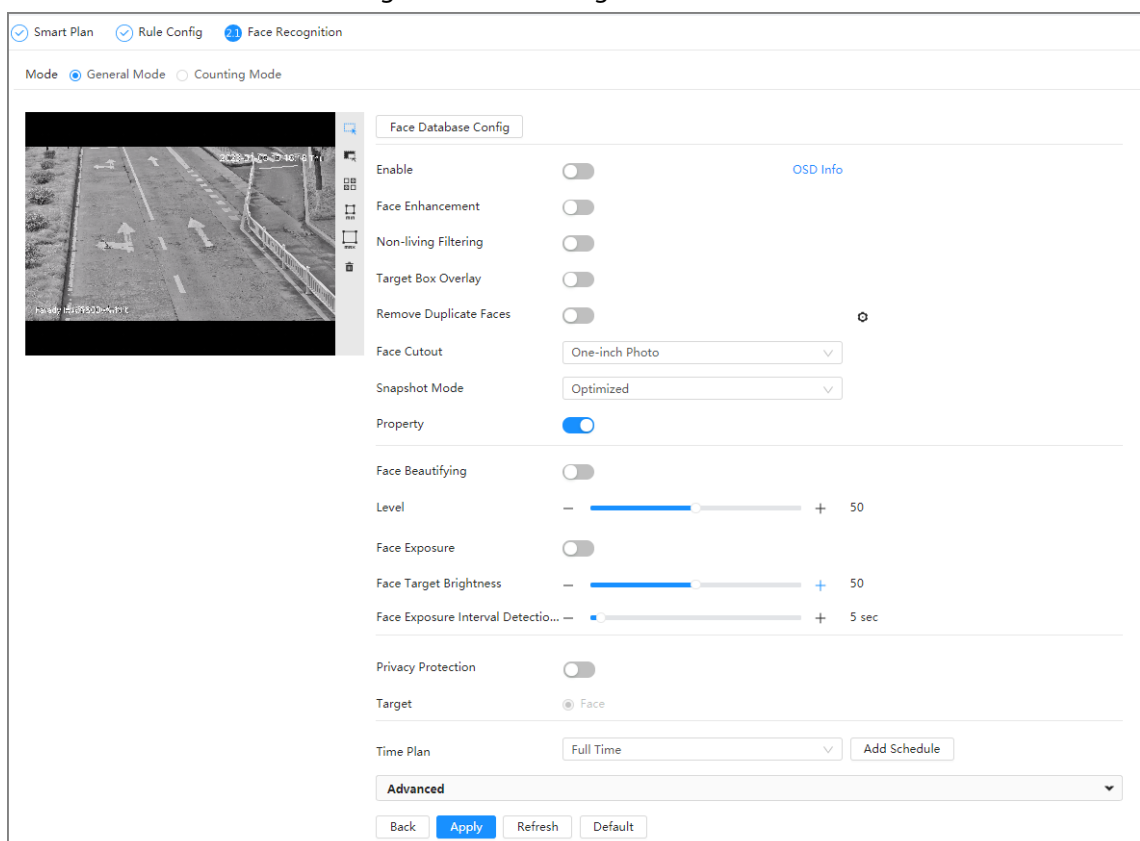 Smart Plan Rule Config 2.1 Face Recognition
Mode General Mode Counting Mode
Face Database Config
Enable OSD Info
Face Enhancement
Non-living Filtering
Target Box Overlay
Remove Duplicate Faces
Face Cutout One-inch Photo
Snapshot Mode Optimized
Property
Face Beautifying
Level − + 50
Face Exposure
Face Target Brightness − + 50
Face Exposure Interval Detectio... − + 5 sec
Privacy Protection
Target Face
Time Plan Full Time Add Schedule
Advanced
Back Apply Refresh Default